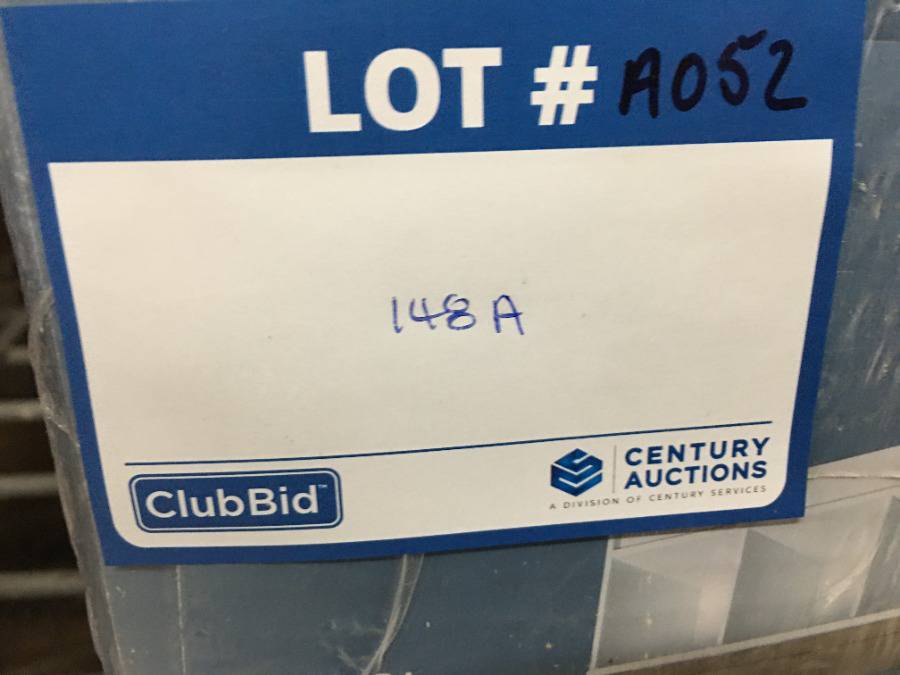 LOT # A052
148 A
ClubBid™
CENTURY
AUCTIONS
A DIVISION OF CENTURY SERVICES